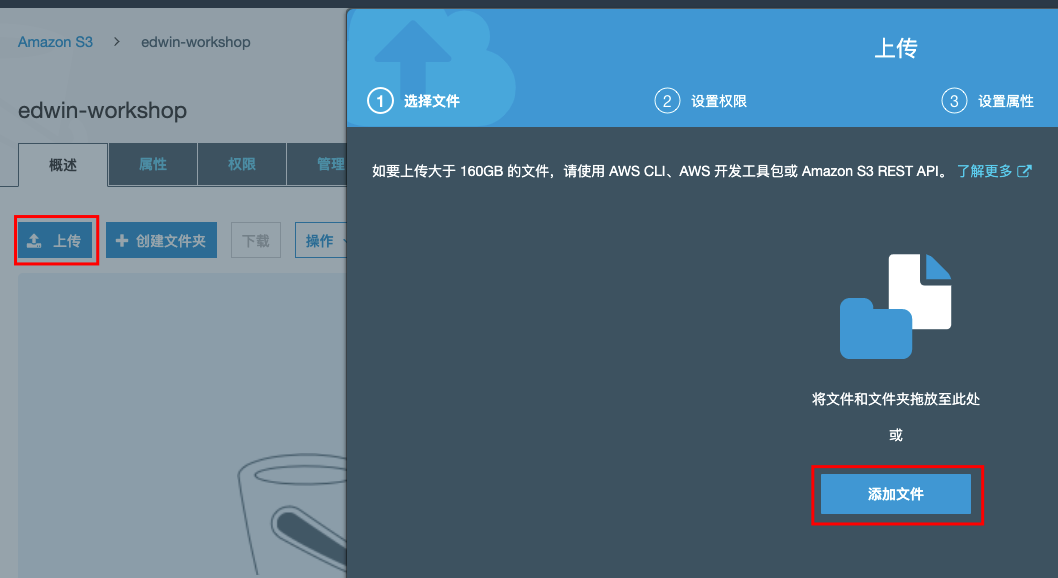 Amazon S3 > edwin-workshop
edwin-workshop
概述 属性 权限 管理
上传 创建文件夹 下载 操作
上传
1 选择文件 2 设置权限 3 设置属性
如要上传大于 160GB 的文件，请使用 AWS CLI、AWS 开发工具包或 Amazon S3 REST API。 了解更多
将文件和文件夹拖放至此处
或
添加文件